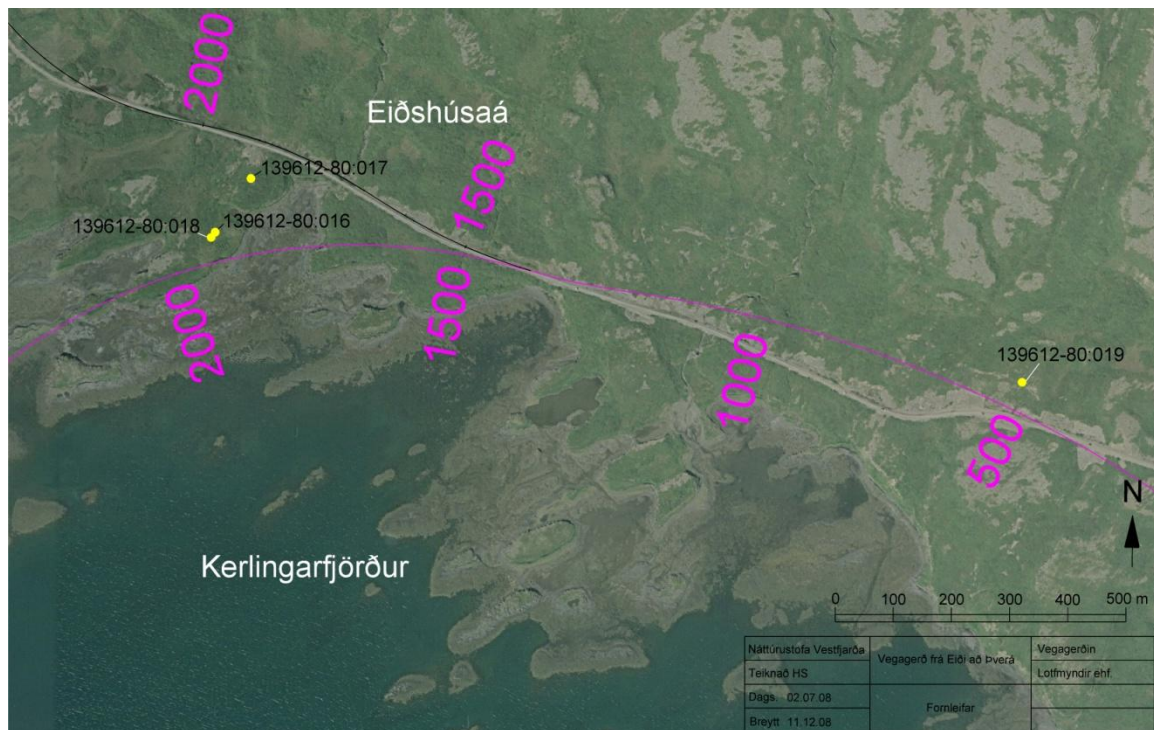 2000
Eiðshúsaá
1500
139612-80:017
139612-80:016
139612-80:018
1500
2000
1000
139612-80:019
500
N
Kerlingarfjörður
0 100 200 300 400 500 m
Náttúrustofa Vestfjarða
Vegagerð frá Eiði að Þverá
Vegagerðin
Teiknað HS
Lotfmyndir ehf.
Dags. 02.07.08
Fornleifar
Breytt 11.12.08